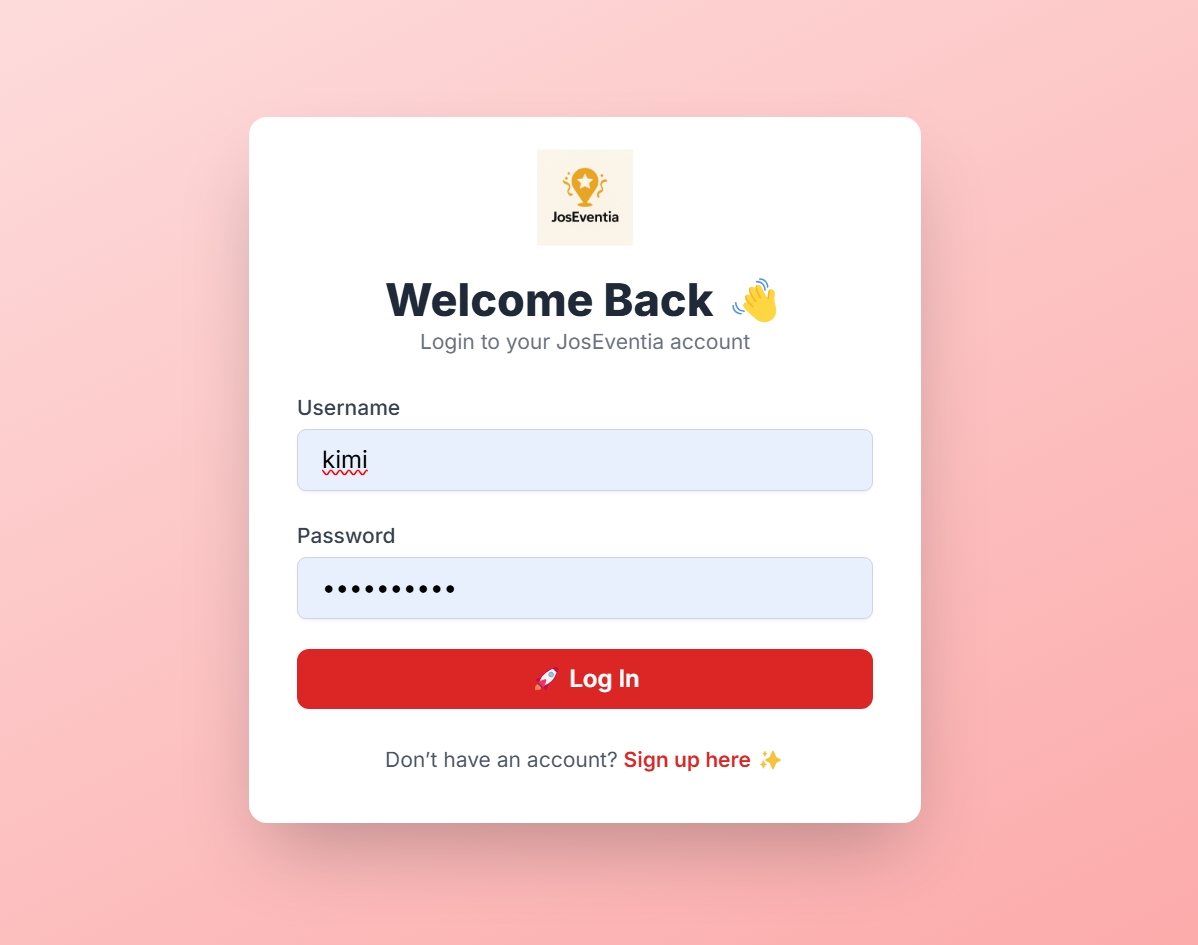 JosEventia
Welcome Back 👋
Login to your JosEventia account
Username
kimi
Password
••••••••••
🚀 Log In
Don’t have an account? Sign up here ✨